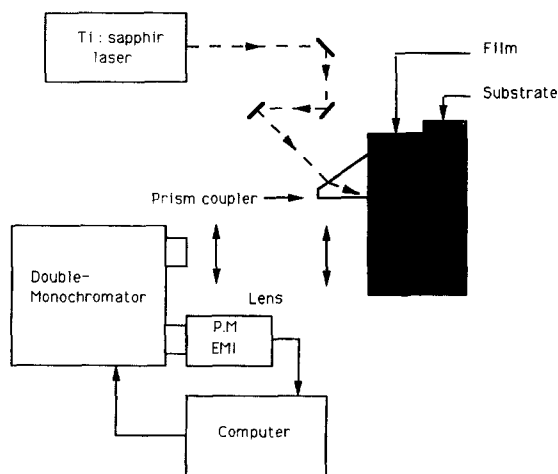 Ti : sapphir
laser
Film
Substrate
Prism coupler
Double-
Monochromator
Lens
P.M
EMI
Computer